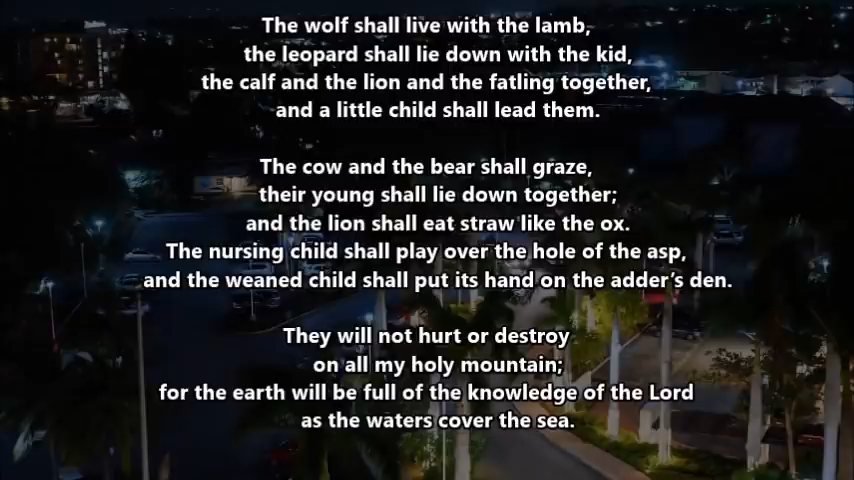 The wolf shall live with the lamb,
the leopard shall lie down with the kid,
the calf and the lion and the fatling together,
and a little child shall lead them.
The cow and the bear shall graze,
their young shall lie down together;
and the lion shall eat straw like the ox.
The nursing child shall play over the hole of the asp,
and the weaned child shall put its hand on the adder’s den.
They will not hurt or destroy
on all my holy mountain;
for the earth will be full of the knowledge of the Lord
as the waters cover the sea.